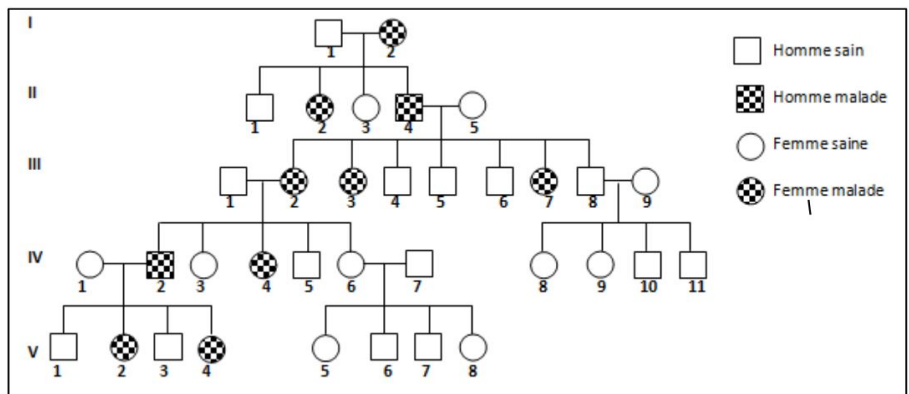 I
1 2
Homme sain
II
1 2 3 4 5
Homme malade
III
1 2 3 4 5 6 7 8 9
Femme saine
Femme malade
IV
1 2 3 4 5 6 7 8 9 10 11
V
1 2 3 4 5 6 7 8